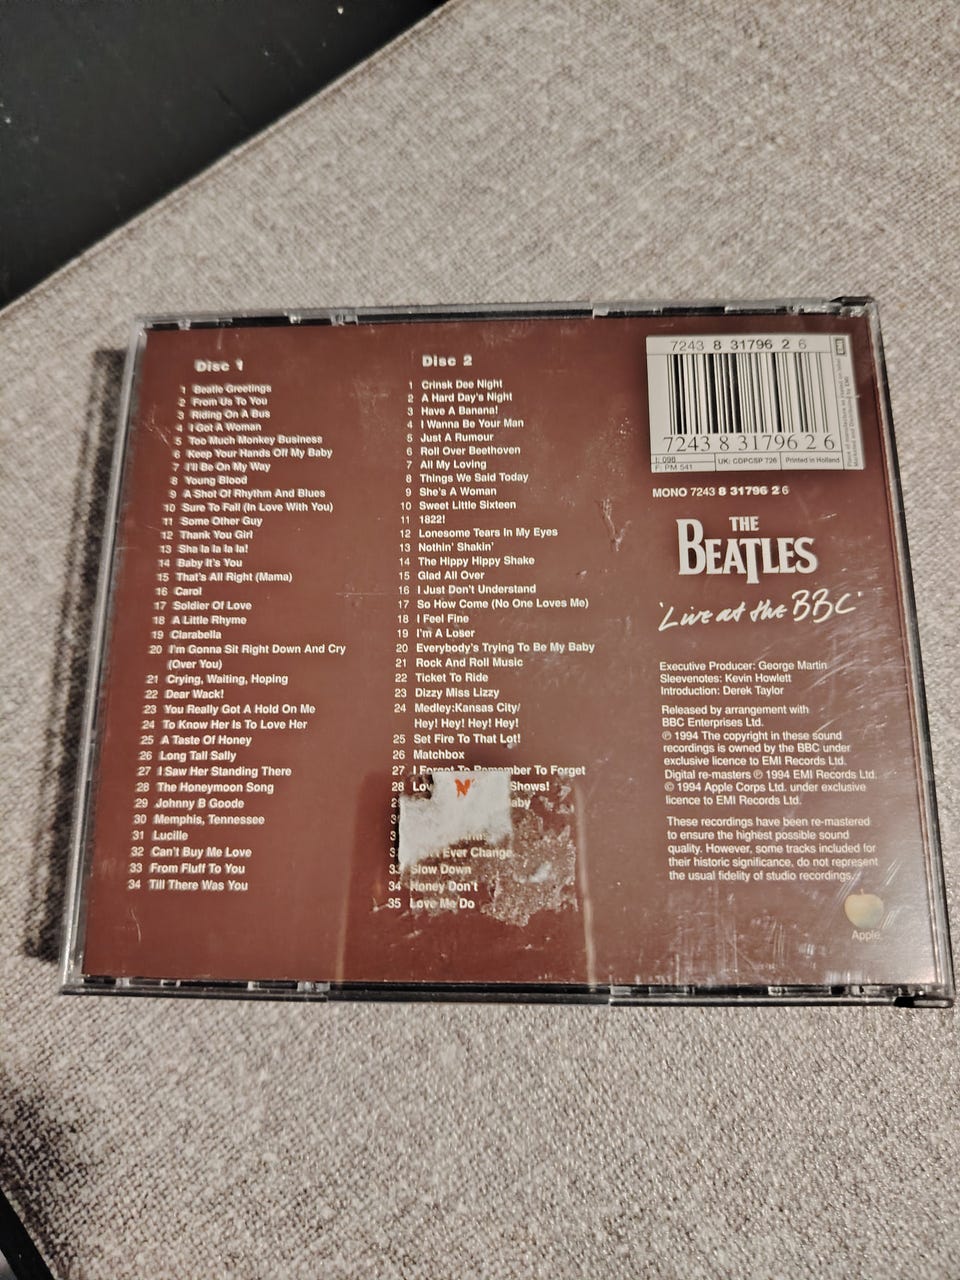 Disc 1
1 Beatle Greetings
2 From Us To You
3 Riding On A Bus
4 I Got A Woman
5 Too Much Monkey Business
6 Keep Your Hands Off My Baby
7 I'll Be On My Way
8 Young Blood
9 A Shot Of Rhythm And Blues
10 Sure To Fall (In Love With You)
11 Some Other Guy
12 Thank You Girl
13 Sha la la la la!
14 Baby It's You
15 That's All Right (Mama)
16 Carol
17 Soldier Of Love
18 A Little Rhyme
19 Clarabella
20 I'm Gonna Sit Right Down And Cry
(Over You)
21 Crying, Waiting, Hoping
22 Dear Wack!
23 You Really Got A Hold On Me
24 To Know Her Is To Love Her
25 A Taste Of Honey
26 Long Tall Sally
27 I Saw Her Standing There
28 The Honeymoon Song
29 Johnny B Goode
30 Memphis, Tennessee
31 Lucille
32 Can't Buy Me Love
33 From Fluff To You
34 Till There Was You
Disc 2
1 Crinsk Dee Night
2 A Hard Day's Night
3 Have A Banana!
4 I Wanna Be Your Man
5 Just A Rumour
6 Roll Over Beethoven
7 All My Loving
8 Things We Said Today
9 She's A Woman
10 Sweet Little Sixteen
11 1822!
12 Lonesome Tears In My Eyes
13 Nothin' Shakin'
14 The Hippy Hippy Shake
15 Glad All Over
16 I Just Don't Understand
17 So How Come (No One Loves Me)
18 I Feel Fine
19 I'm A Loser
20 Everybody's Trying To Be My Baby
21 Rock And Roll Music
22 Ticket To Ride
23 Dizzy Miss Lizzy
24 Medley:Kansas City/
Hey! Hey! Hey! Hey!
25 Set Fire To That Lot!
26 Matchbox
27 I Forgot To Remember To Forget
28 Shows!
Ever Change
33 Slow Down
34 Honey Don't
35 Love Me Do
7243 8 31796 2 6
7243 8 31796 2 6
I: 098
F: PM 541
UK: CDPCSP 726
Printed in Holland
MONO 7243 8 31796 2 6
THE
BEATLES
'Live at the BBC'
Executive Producer: George Martin
Sleevenotes: Kevin Howlett
Introduction: Derek Taylor
Released by arrangement with
BBC Enterprises Ltd.
℗ 1994 The copyright in these sound
recordings is owned by the BBC under
exclusive licence to EMI Records Ltd.
Digital re-masters ℗ 1994 EMI Records Ltd.
© 1994 Apple Corps Ltd. under exclusive
licence to EMI Records Ltd.
These recordings have been re-mastered
to ensure the highest possible sound
quality. However, some tracks included for
their historic significance, do not represent
the usual fidelity of studio recordings.
Apple